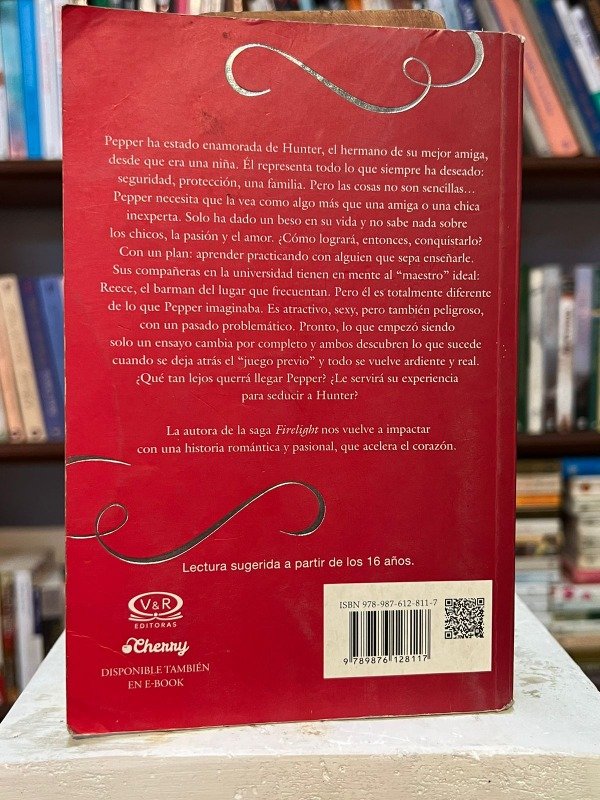 Pepper ha estado enamorada de Hunter, el hermano de su mejor amiga,
desde que era una niña. Él representa todo lo que siempre ha deseado:
seguridad, protección, una familia. Pero las cosas no son sencillas...
Pepper necesita que la vea como algo más que una amiga o una chica
inexperta. Solo ha dado un beso en su vida y no sabe nada sobre
los chicos, la pasión y el amor. ¿Cómo logrará, entonces, conquistarlo?
Con un plan: aprender practicando con alguien que sepa enseñarle.
Sus compañeras en la universidad tienen en mente al “maestro” ideal:
Reece, el barman del lugar que frecuentan. Pero él es totalmente diferente
de lo que Pepper imaginaba. Es atractivo, sexy, pero también peligroso,
con un pasado problemático. Pronto, lo que empezó siendo
solo un ensayo cambia por completo y ambos descubren lo que sucede
cuando se deja atrás el “juego previo” y todo se vuelve ardiente y real.
¿Qué tan lejos querrá llegar Pepper? ¿Le servirá su experiencia
para seducir a Hunter?
La autora de la saga Firelight nos vuelve a impactar
con una historia romántica y pasional, que acelera el corazón.
Lectura sugerida a partir de los 16 años.
V&R
EDITORAS
Cherry
DISPONIBLE TAMBIÉN
EN E-BOOK
ISBN 978-987-612-811-7
9 789876 128117